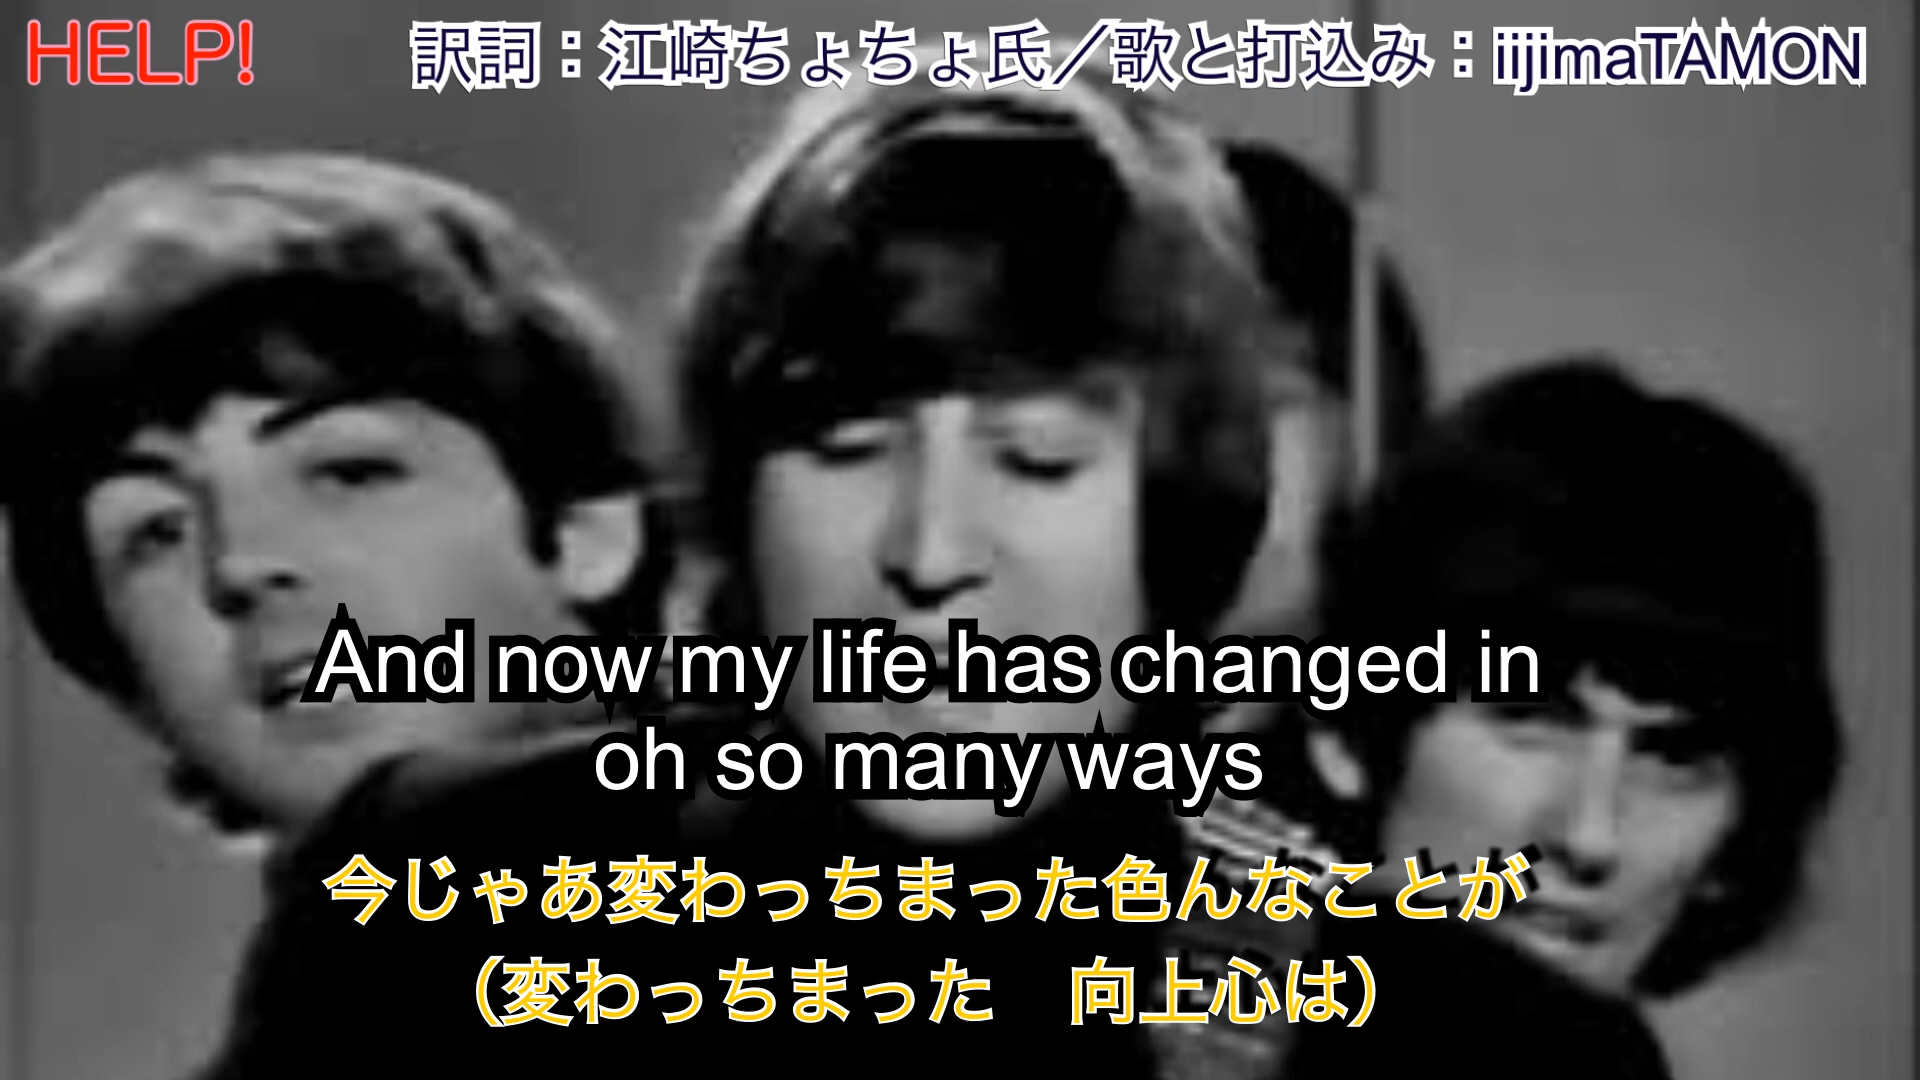 HELP!
訳詞：江崎ちょちょ氏／歌と打込み：iijimaTAMON
And now my life has changed in
oh so many ways
今じゃあ変わっちまった色んなことが
（変わっちまった　向上心は）